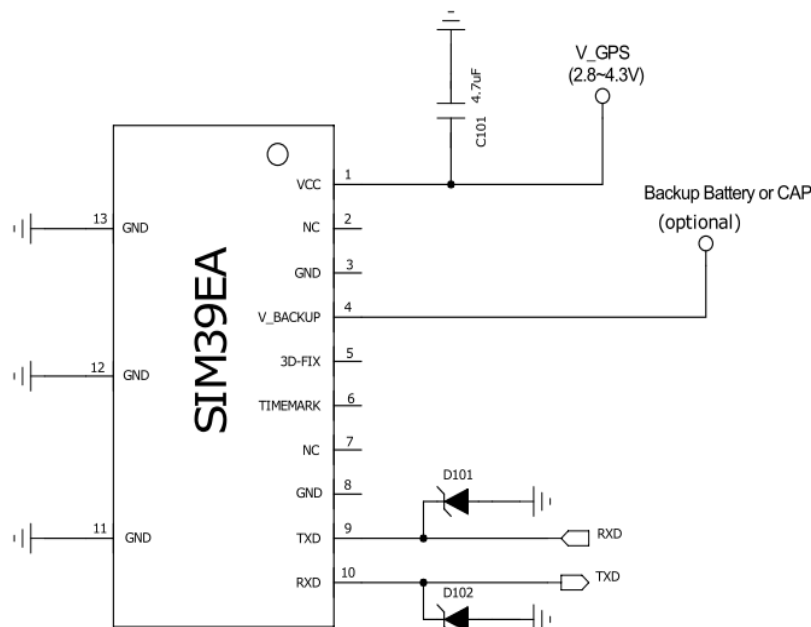 V_GPS
(2.8~4.3V)
4.7uF
C101
Backup Battery or CAP
(optional)
SIM39EA
VCC 1
NC 2
GND 3
V_BACKUP 4
3D-FIX 5
TIMEMARK 6
NC 7
GND 8
TXD 9
RXD 10
13 GND
12 GND
11 GND
D101
RXD
TXD
D102